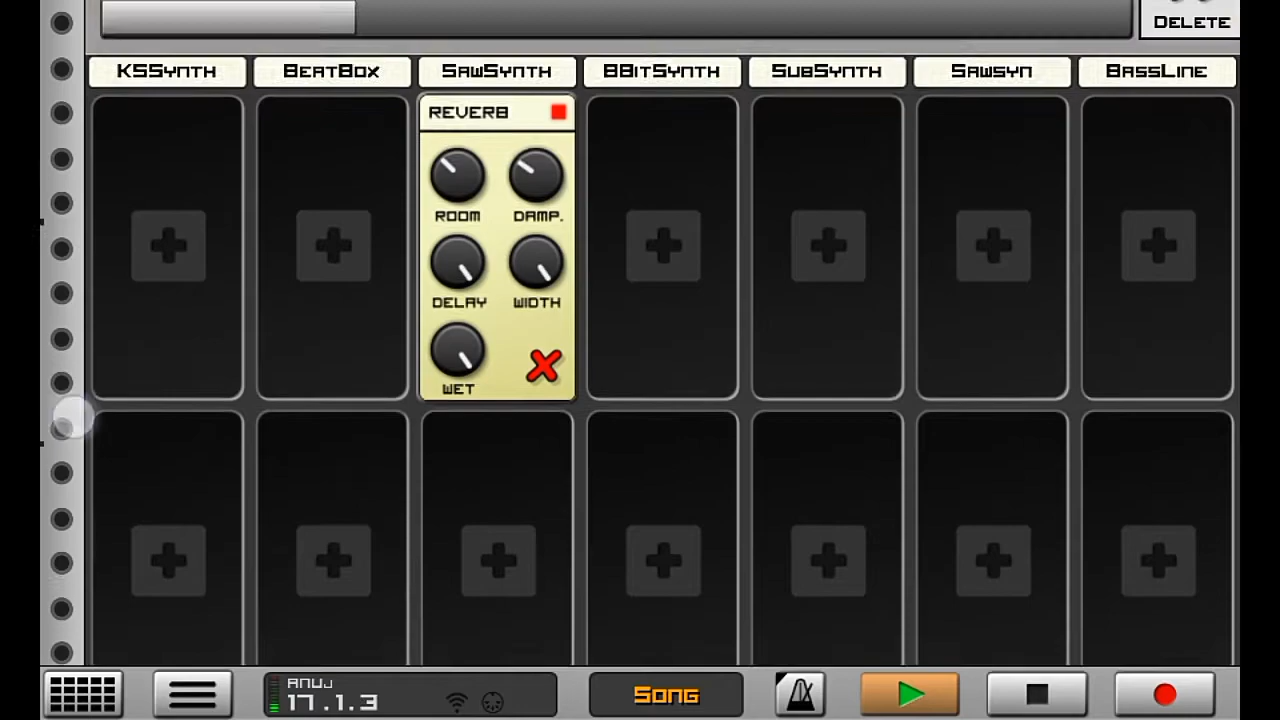 DELETE
KSSYNTH BEATBOX SAWSYNTH 8BITSYNTH SUBSYNTH SAWSYN BASSLINE
REVERB
ROOM DAMP.
DELAY WIDTH
WET
ANUJ
17.1.3
SONG